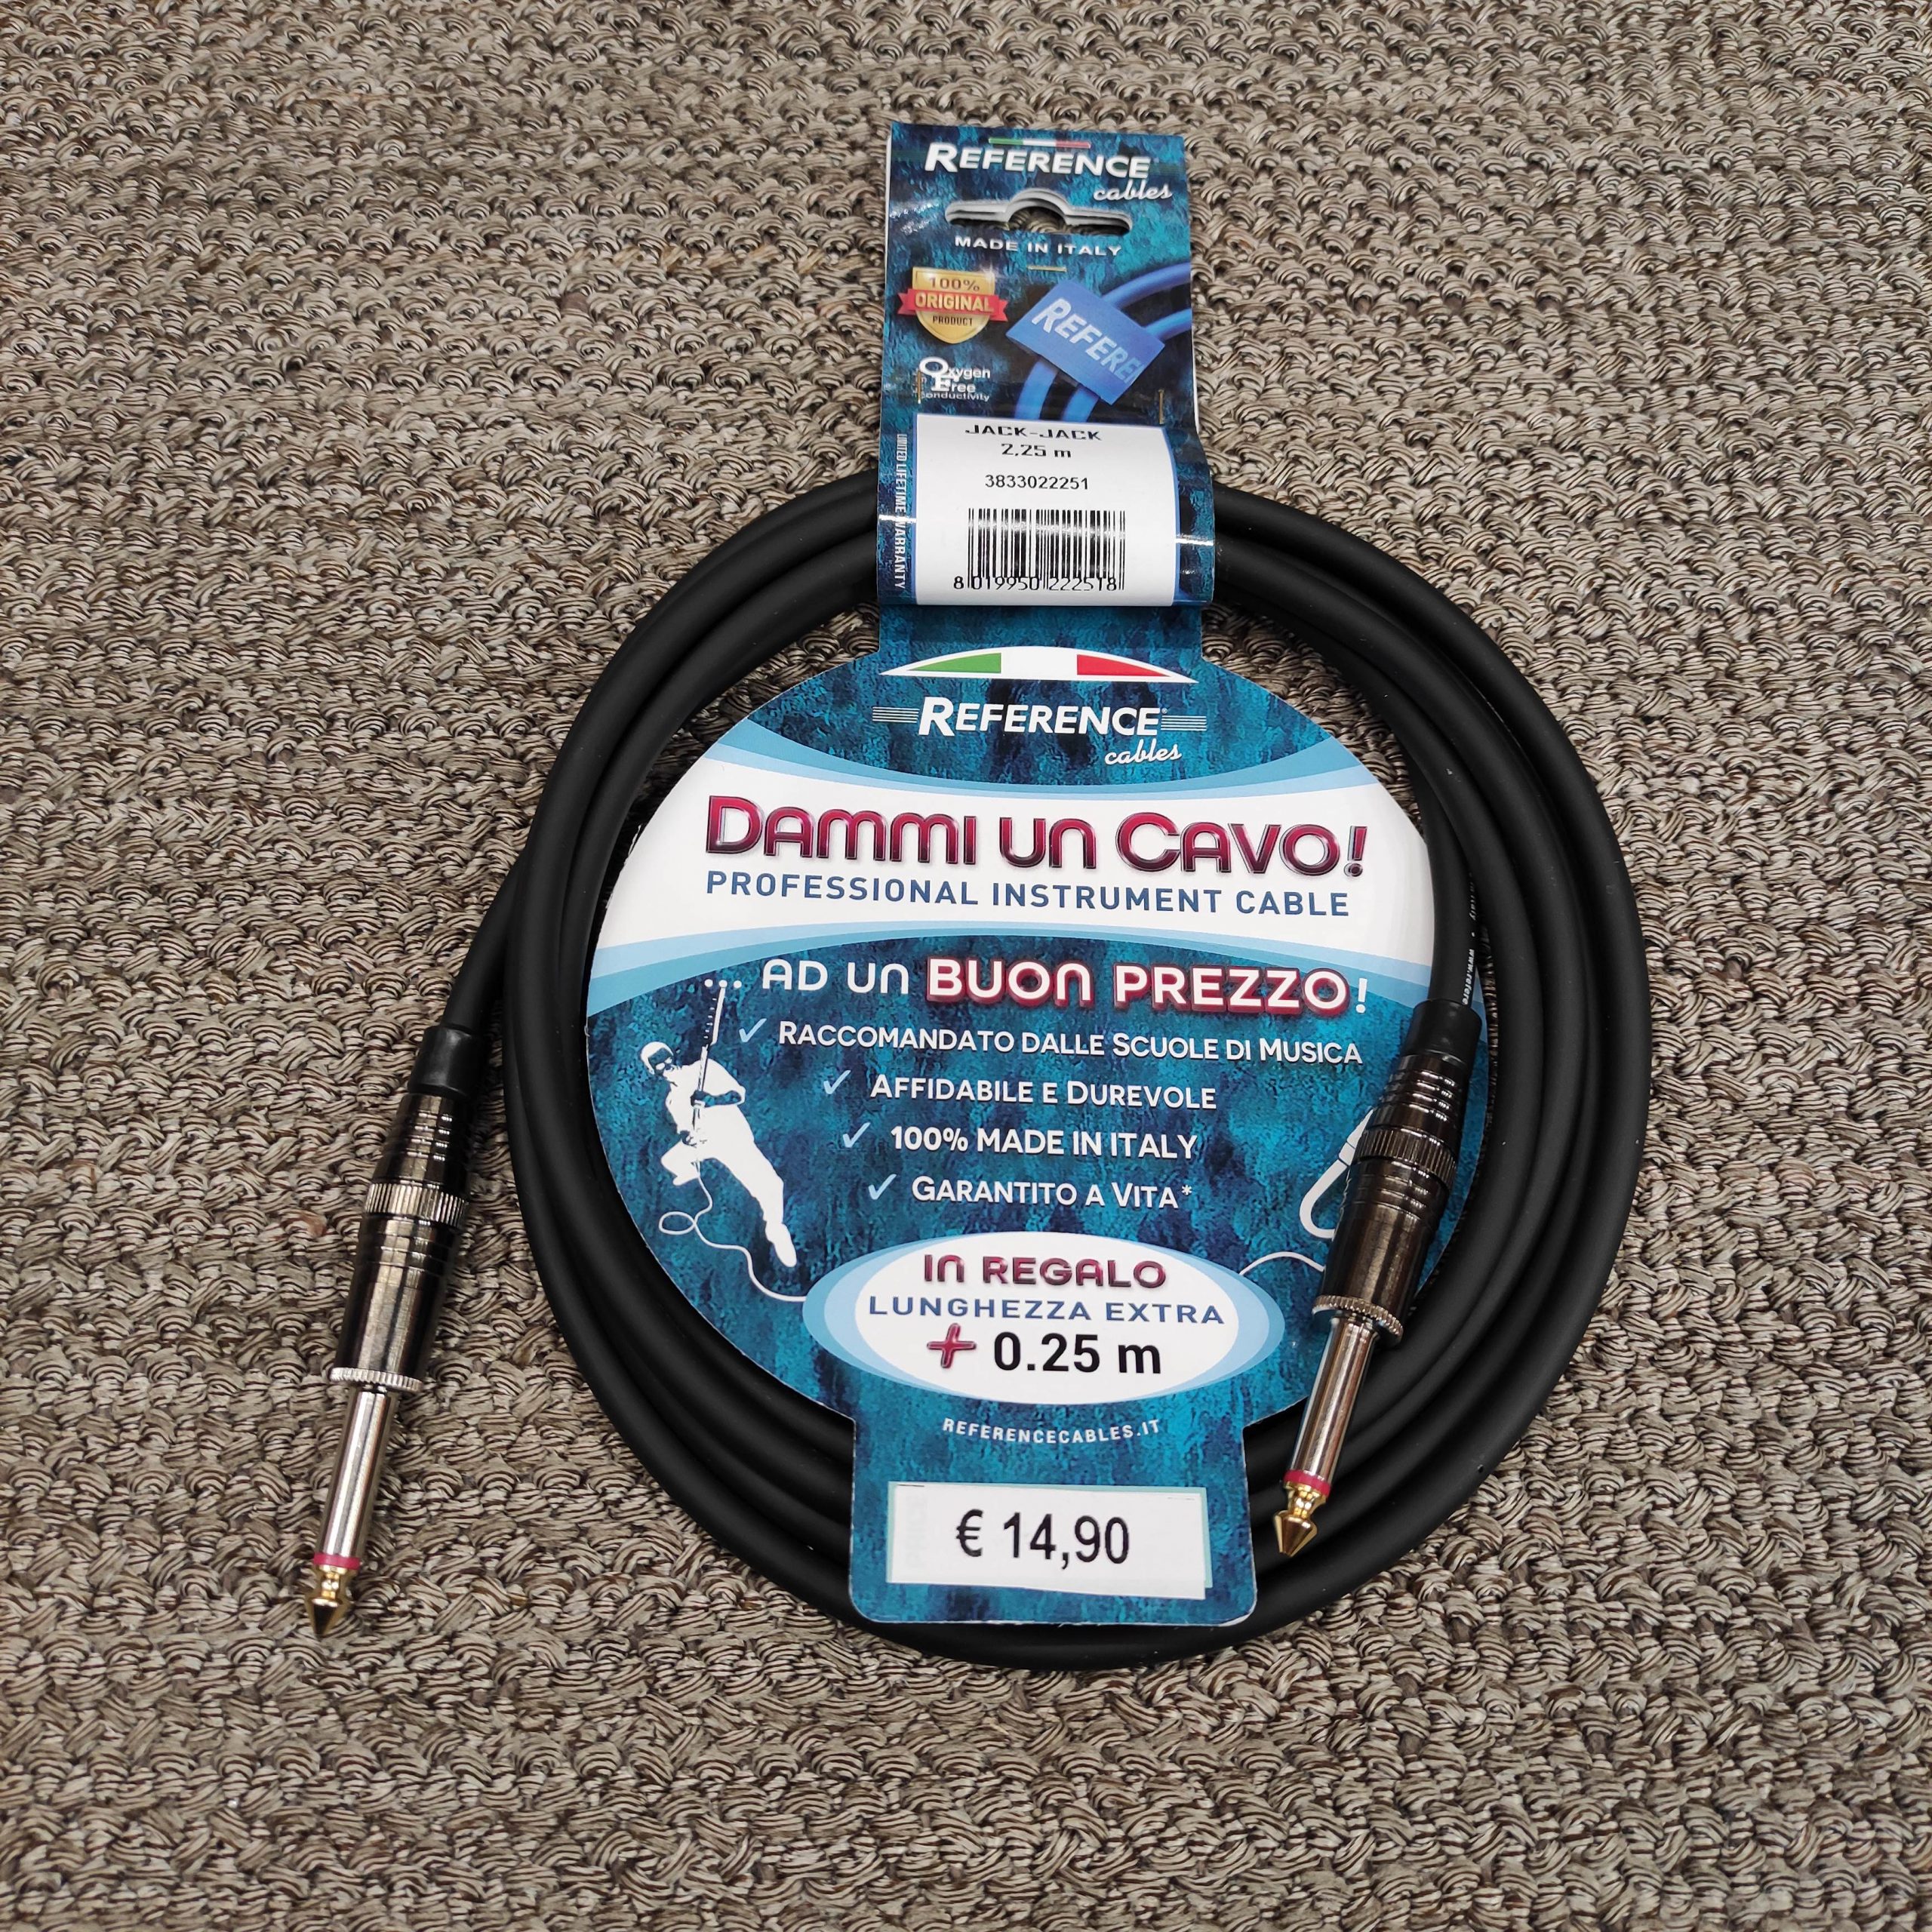 REFERENCE
cables
MADE IN ITALY
100%
ORIGINAL
PRODUCT
REFERE
Oxygen
Free
Conductivity
JACK-JACK
2,25 m
3833022251
8 019950 222518
LIMITED LIFETIME WARRANTY
REFERENCE
cables
DAMMI UN CAVO!
PROFESSIONAL INSTRUMENT CABLE
... AD UN BUON PREZZO!
RACCOMANDATO DALLE SCUOLE DI MUSICA
AFFIDABILE E DUREVOLE
100% MADE IN ITALY
GARANTITO A VITA*
IN REGALO
LUNGHEZZA EXTRA
+ 0.25 m
REFERENCECABLES.IT
€ 14,90